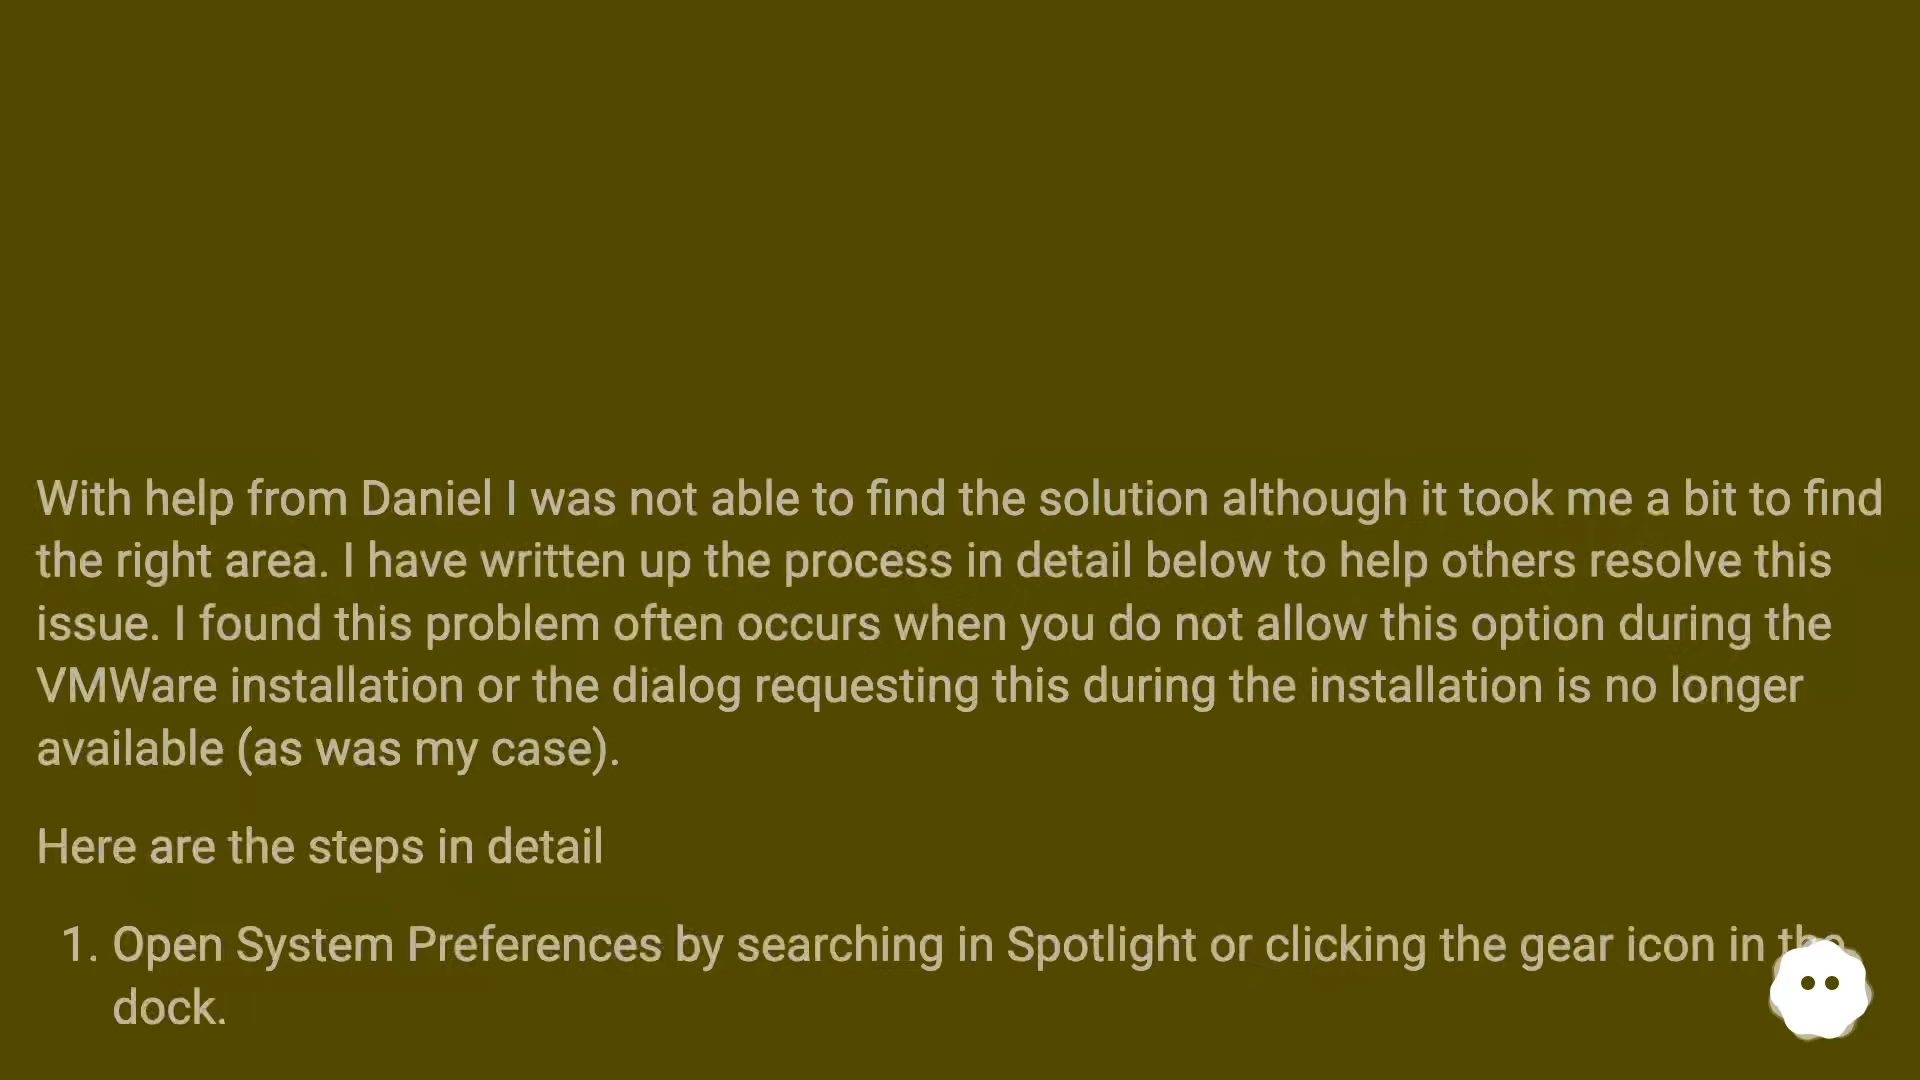 With help from Daniel I was not able to find the solution although it took me a bit to find
the right area. I have written up the process in detail below to help others resolve this
issue. I found this problem often occurs when you do not allow this option during the
VMWare installation or the dialog requesting this during the installation is no longer
available (as was my case).
Here are the steps in detail
1. Open System Preferences by searching in Spotlight or clicking the gear icon in the
dock.